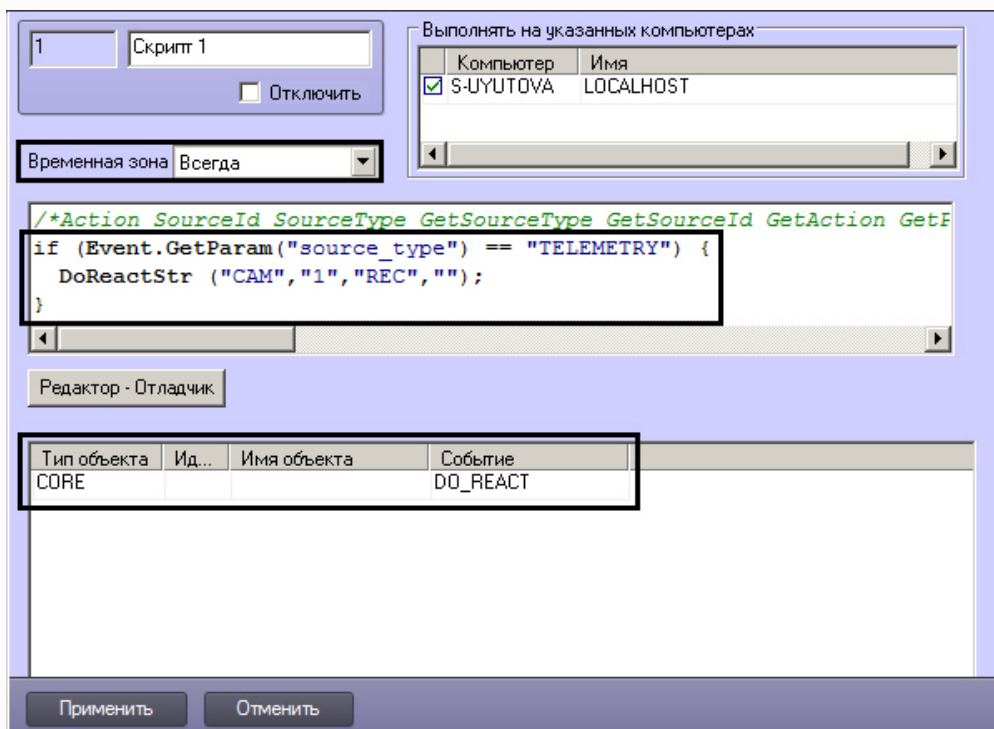 1 Скрипт 1
Отключить
Выполнять на указанных компьютерах
Компьютер Имя
S-UYUTOVA LOCALHOST
Временная зона Всегда
/*Action SourceId SourceType GetSourceType GetSourceId GetAction
if (Event.GetParam("source_type") == "TELEMETRY") {
DoReactStr ("CAM","1","REC","");
}
Редактор - Отладчик
Тип объекта Ид... Имя объекта Событие
CORE DO_REACT
Применить Отменить